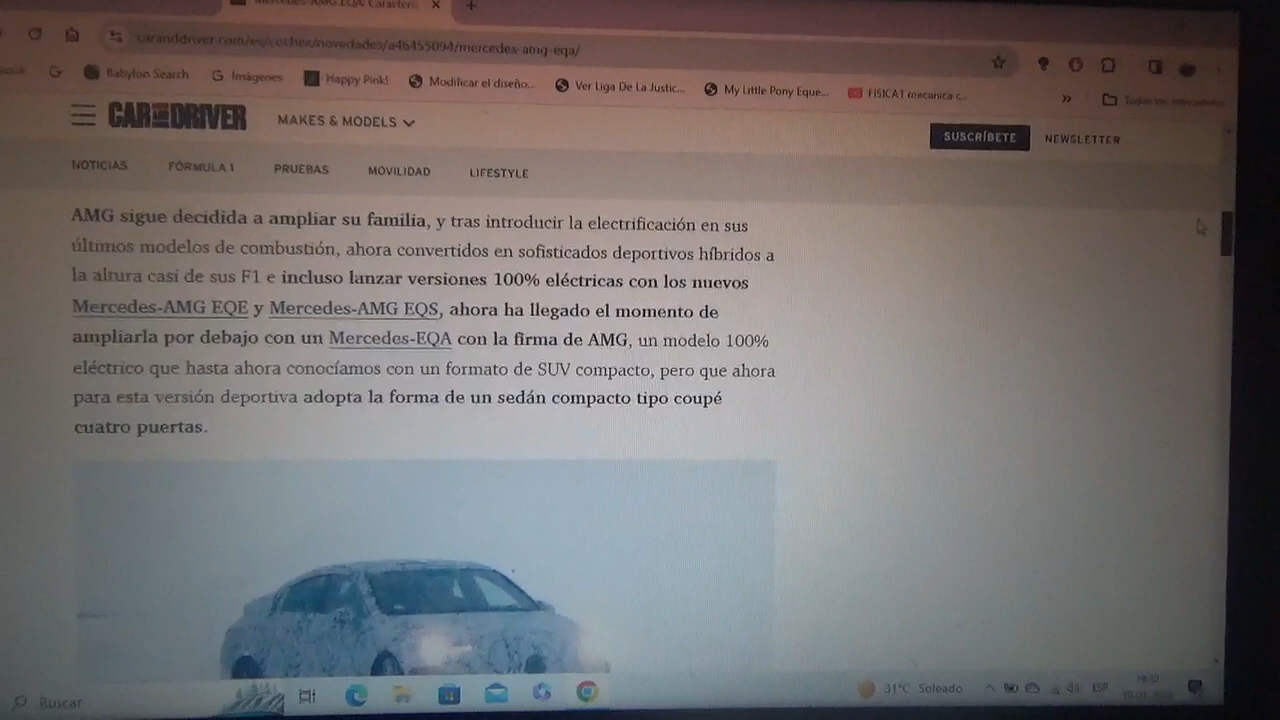 Mercedes-AMG EQA Caracterí
caranddriver.com/es/coches/novedades/a46455094/mercedes-amg-eqa/
Babylon Search
Imágenes
Happy Pink!
Modificar el diseño...
Ver Liga De La Justic...
My Little Pony Eque...
FISICA1 mecanica c...
»
Todos los marcadores
CAR AND DRIVER
MAKES & MODELS
SUSCRÍBETE
NEWSLETTER
NOTICIAS
FÓRMULA 1
PRUEBAS
MOVILIDAD
LIFESTYLE
AMG sigue decidida a ampliar su familia, y tras introducir la electrificación en sus
últimos modelos de combustión, ahora convertidos en sofisticados deportivos híbridos a
la altura casi de sus F1 e incluso lanzar versiones 100% eléctricas con los nuevos
Mercedes-AMG EQE y Mercedes-AMG EQS, ahora ha llegado el momento de
ampliarla por debajo con un Mercedes-EQA con la firma de AMG, un modelo 100%
eléctrico que hasta ahora conocíamos con un formato de SUV compacto, pero que ahora
para esta versión deportiva adopta la forma de un sedán compacto tipo coupé
cuatro puertas.
Buscar
31°C Soleado
ESP